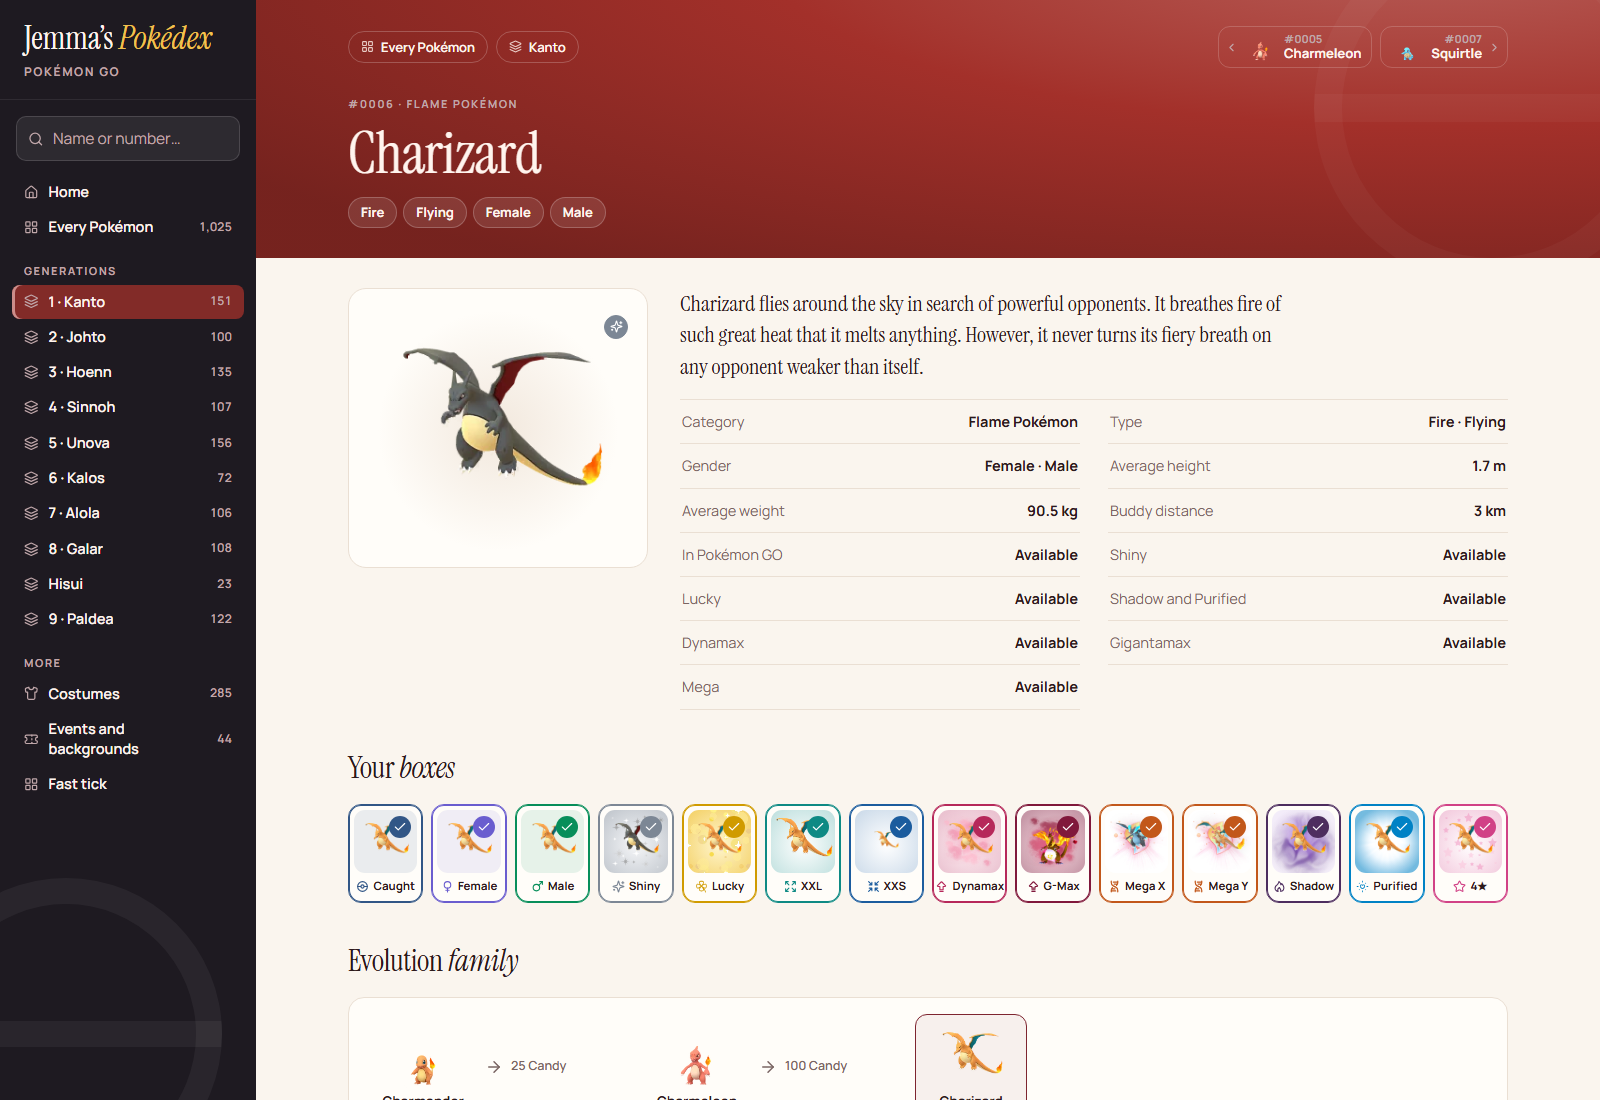 Jemma's Pokédex
POKÉMON GO
Name or number...
Home
Every Pokémon 1,025
GENERATIONS
1 · Kanto 151
2 · Johto 100
3 · Hoenn 135
4 · Sinnoh 107
5 · Unova 156
6 · Kalos 72
7 · Alola 106
8 · Galar 108
Hisui 23
9 · Paldea 122
MORE
Costumes 285
Events and
backgrounds 44
Fast tick
Every Pokémon Kanto
#0005
Charmeleon
#0007
Squirtle
#0006 · FLAME POKÉMON
Charizard
Fire Flying Female Male
Charizard flies around the sky in search of powerful opponents. It breathes fire of
such great heat that it melts anything. However, it never turns its fiery breath on
any opponent weaker than itself.
Category Flame Pokémon Type Fire · Flying
Gender Female · Male Average height 1.7 m
Average weight 90.5 kg Buddy distance 3 km
In Pokémon GO Available Shiny Available
Lucky Available Shadow and Purified Available
Dynamax Available Gigantamax Available
Mega Available
Your boxes
Caught Female Male Shiny Lucky XXL XXS Dynamax G-Max Mega X Mega Y Shadow Purified 4★
Evolution family
25 Candy 100 Candy
Charmander Charmeleon Charizard